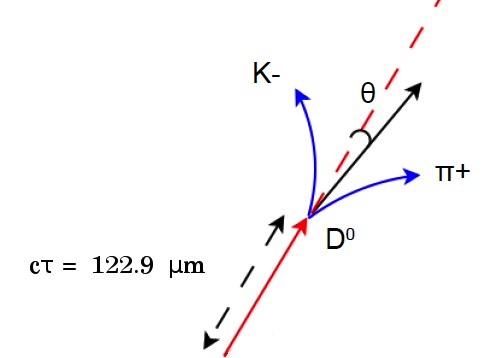 K-
θ
π+
D⁰
cτ = 122.9 μm